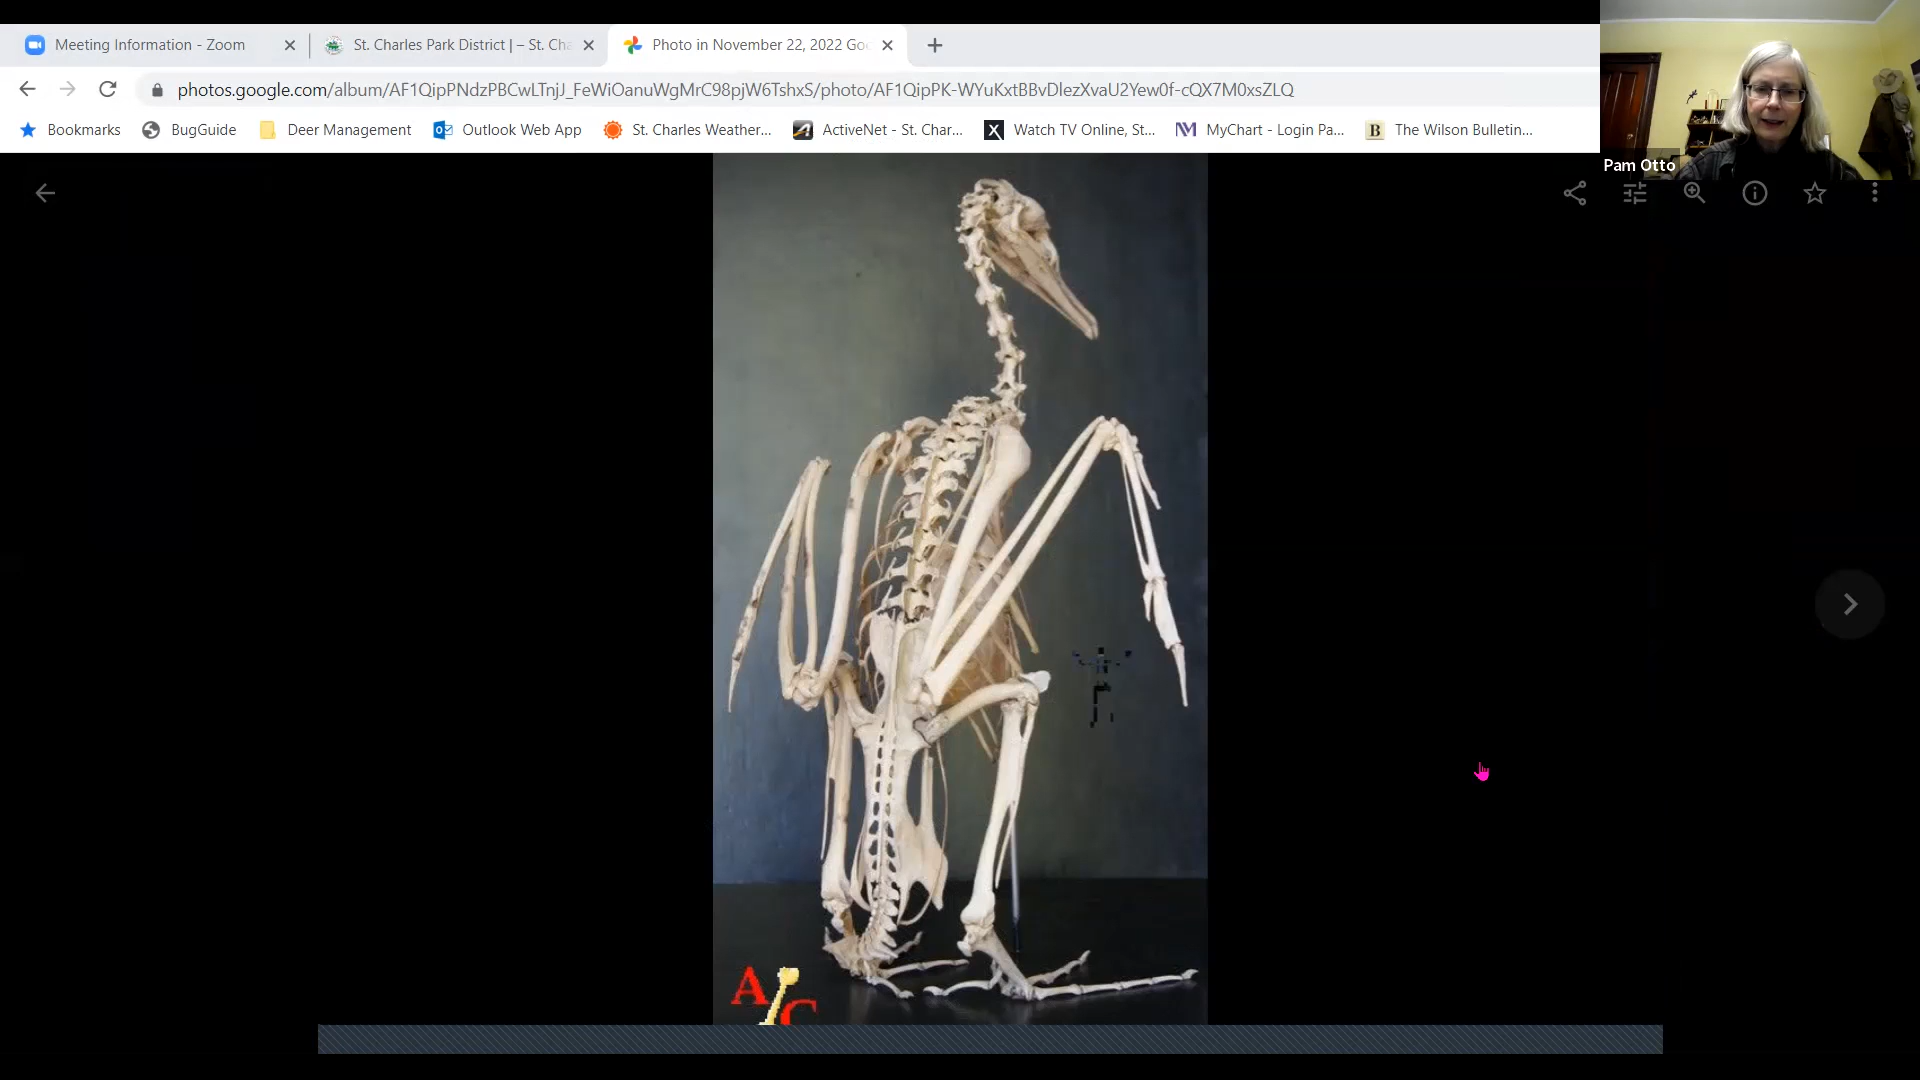 Meeting Information - Zoom
St. Charles Park District | – St. Cha
Photo in November 22, 2022 Goo
photos.google.com/album/AF1QipPNdzPBCwLTnjJ_FeWiOanuWgMrC98pjW6TshxS/photo/AF1QipPK-WYuKxtBBvDlezXvaU2Yew0f-cQX7M0xsZLQ
Bookmarks
BugGuide
Deer Management
Outlook Web App
St. Charles Weather...
ActiveNet - St. Char...
X
Watch TV Online, St...
MyChart - Login Pa...
B
The Wilson Bulletin...
Pam Otto
A
C